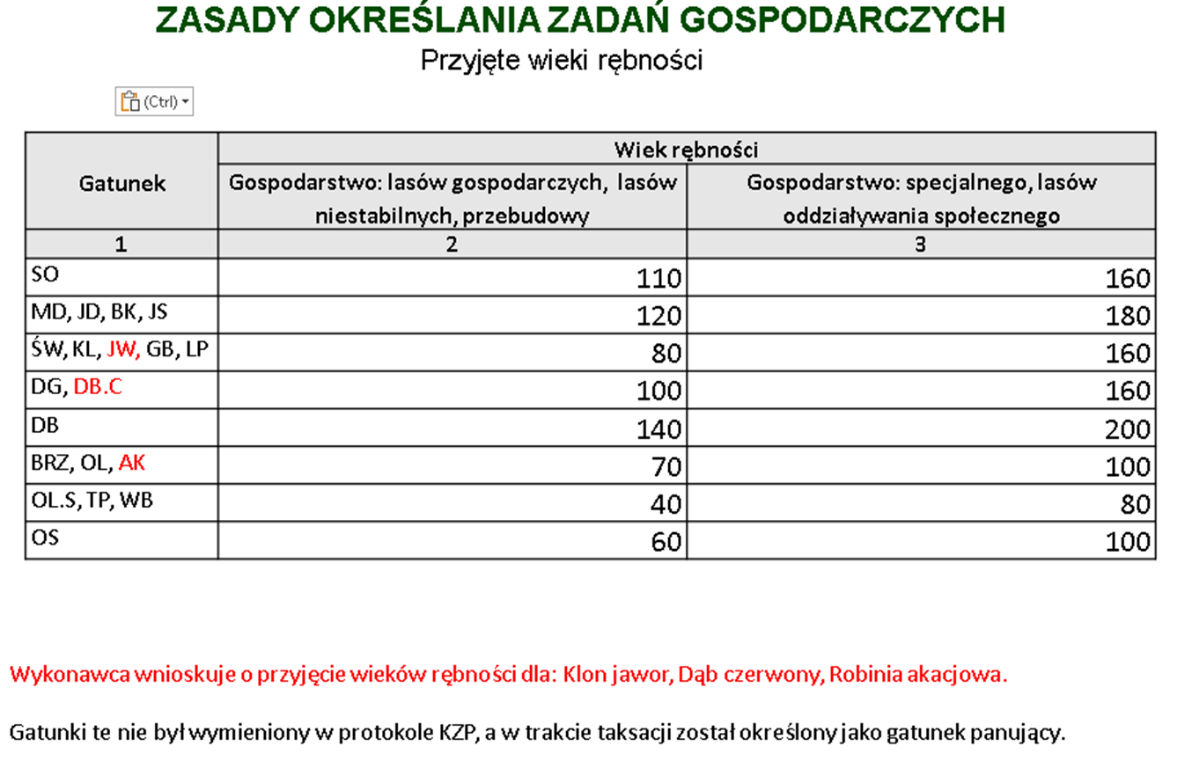 ZASADY OKREŚLANIA ZADAŃ GOSPODARCZYCH
Przyjęte wieki rębności
(Ctrl)
Gatunek
Wiek rębności
Gospodarstwo: lasów gospodarczych, lasów
niestabilnych, przebudowy
Gospodarstwo: specjalnego, lasów
oddziaływania społecznego
1 2 3
SO 110 160
MD, JD, BK, JS 120 180
ŚW, KL, JW, GB, LP 80 160
DG, DB.C 100 160
DB 140 200
BRZ, OL, AK 70 100
OL.S, TP, WB 40 80
OS 60 100
Wykonawca wnioskuje o przyjęcie wieków rębności dla: Klon jawor, Dąb czerwony, Robinia akacjowa.
Gatunki te nie był wymieniony w protokole KZP, a w trakcie taksacji został określony jako gatunek panujący.